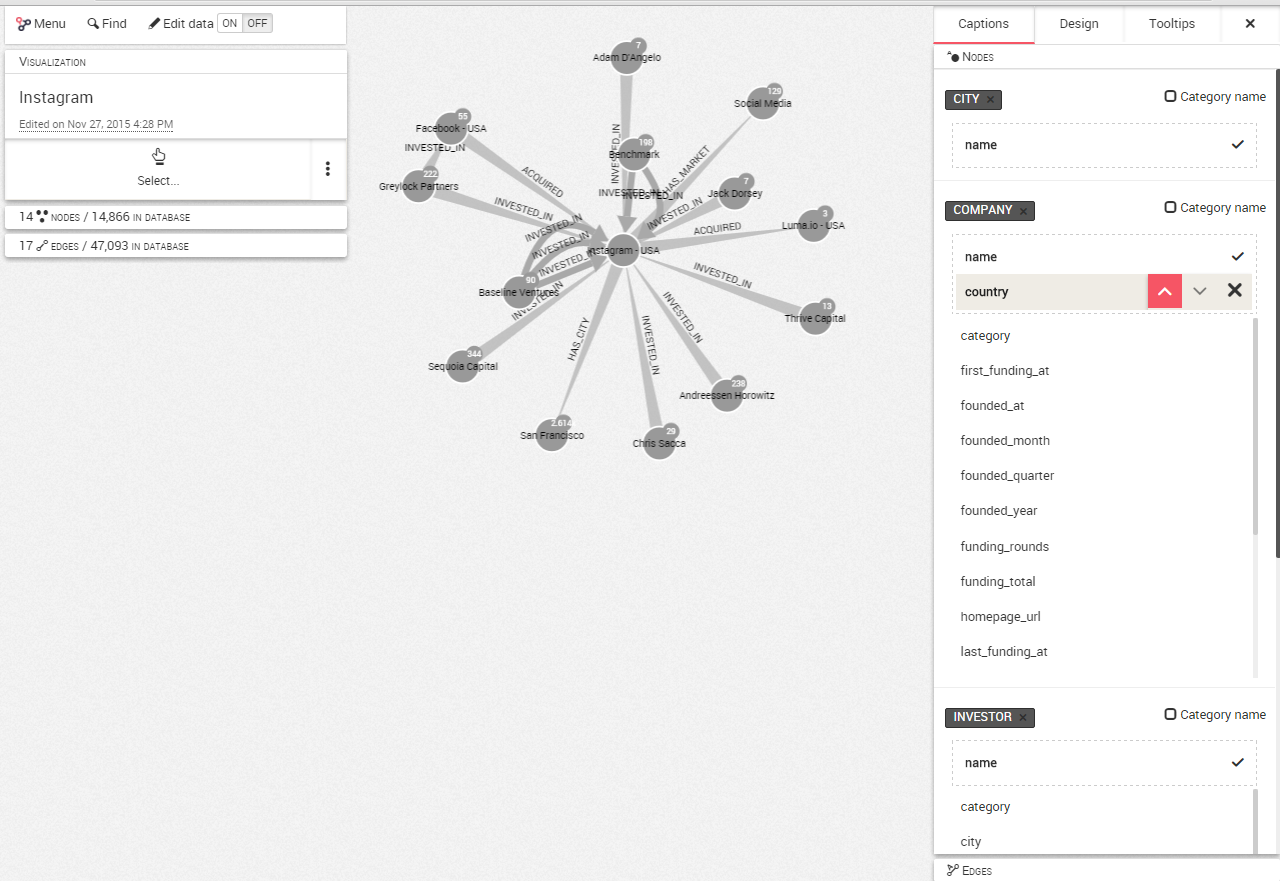 Menu Find Edit data ON OFF
VISUALIZATION
Instagram
Edited on Nov 27, 2015 4:28 PM
Select...
14 NODES / 14,866 IN DATABASE
17 EDGES / 47,093 IN DATABASE
7
Adam D'Angelo
129
Social Media
55
Facebook - USA
INVESTED_IN
222
Greylock Partners
ACQUIRED
INVESTED_IN
INVESTED_IN
198
Benchmark
HAS_MARKET
INVESTED_IN
INVESTED_IN
7
Jack Dorsey
INVESTED_IN
3
Luma.io - USA
ACQUIRED
Instagram - USA
INVESTED_IN
INVESTED_IN
INVESTED_IN
90
Baseline Ventures
INVESTED_IN
INVESTED_IN
13
Thrive Capital
344
Sequoia Capital
HAS_CITY
INVESTED_IN
INVESTED_IN
238
Andreessen Horowitz
2.614
San Francisco
29
Chris Sacca
Captions Design Tooltips
NODES
CITY Category name
name
COMPANY Category name
name
country
category
first_funding_at
founded_at
founded_month
founded_quarter
founded_year
funding_rounds
funding_total
homepage_url
last_funding_at
INVESTOR Category name
name
category
city
EDGES